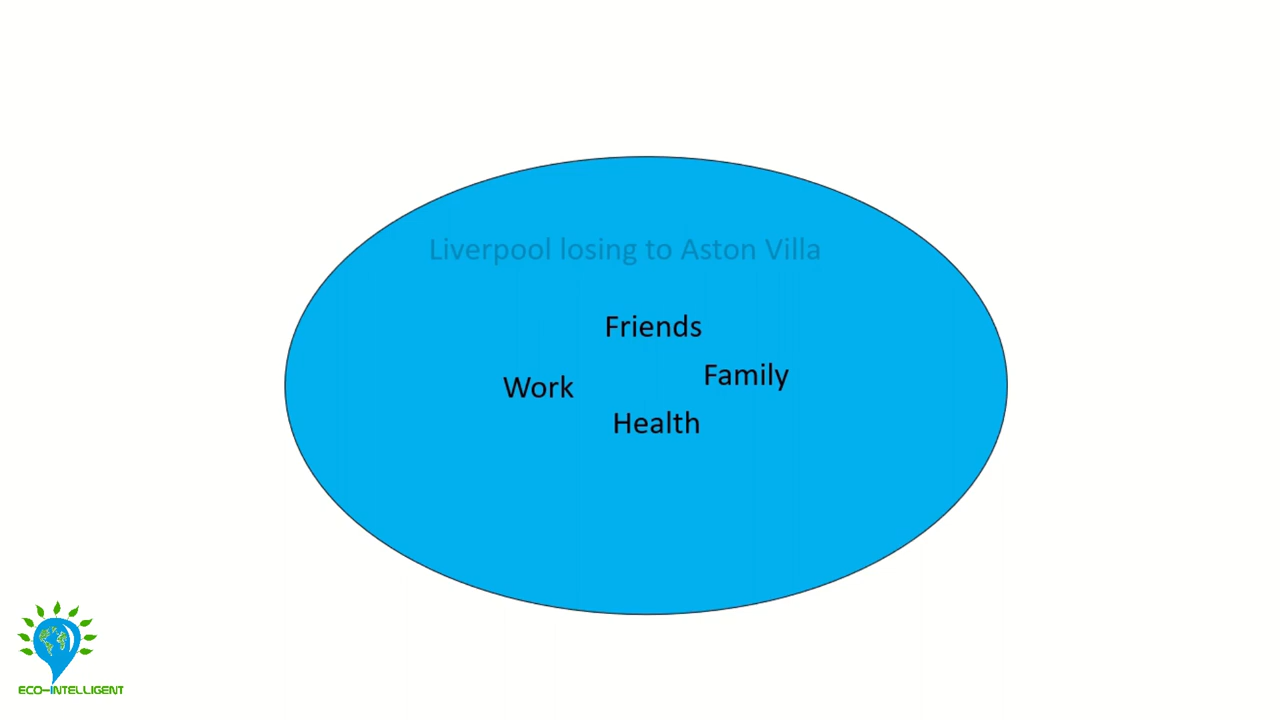 Liverpool losing to Aston Villa
Friends
Family
Work
Health
ECO-INTELLIGENT